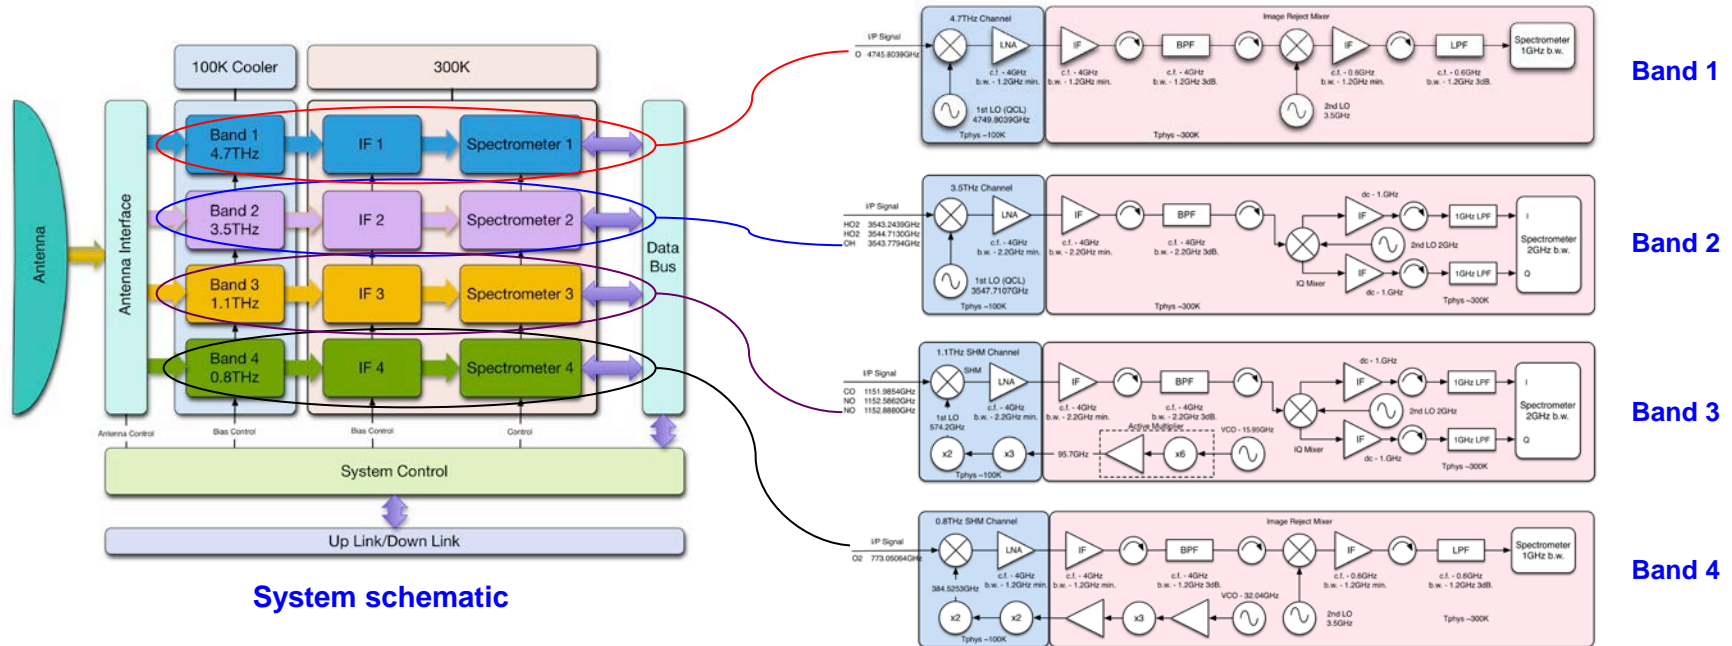 100K Cooler
300K
Antenna
Antenna Interface
Band 1
4.7THz
IF 1
Spectrometer 1
Band 2
3.5THz
IF 2
Spectrometer 2
Band 3
1.1THz
IF 3
Spectrometer 3
Band 4
0.8THz
IF 4
Spectrometer 4
Data
Bus
Antenna Control
Bias Control
Bias Control
Control
System Control
Up Link/Down Link
System schematic
4.7THz Channel
Image Reject Mixer
I/P Signal
O 4745.8039GHz
LNA
IF
BPF
IF
LPF
Spectrometer
1GHz b.w.
c.f. - 4GHz
b.w. - 1.2GHz min.
c.f. - 4GHz
b.w. - 1.2GHz min.
c.f. - 4GHz
b.w. - 1.2GHz 3dB.
c.f. - 0.6GHz
b.w. - 1.2GHz min.
c.f. - 0.6GHz
b.w. - 1.2GHz 3dB.
1st LO (QCL)
4749.8039GHz
2nd LO
3.5GHz
Tphys ~100K
Tphys ~300K
Band 1
3.5THz Channel
I/P Signal
HO2 3543.2439GHz
HO2 3544.7130GHz
OH 3543.7794GHz
LNA
IF
BPF
c.f. - 4GHz
b.w. - 2.2GHz min.
c.f. - 4GHz
b.w. - 2.2GHz min.
c.f. - 4GHz
b.w. - 2.2GHz 3dB.
dc - 1.GHz
IF
1GHz LPF
I
2nd LO 2GHz
Spectrometer
2GHz b.w.
IF
1GHz LPF
Q
IQ Mixer
dc - 1.GHz
1st LO (QCL)
3547.7107GHz
Tphys ~100K
Tphys ~300K
Tphys ~300K
Band 2
1.1THz SHM Channel
I/P Signal
SHM
CO 1151.9854GHz
NO 1152.5862GHz
NO 1152.8880GHz
LNA
IF
BPF
c.f. - 4GHz
b.w. - 2.2GHz min.
c.f. - 4GHz
b.w. - 2.2GHz min.
c.f. - 4GHz
b.w. - 2.2GHz 3dB.
1st LO
574.2GHz
Active Multiplier
VCO - 15.95GHz
x2
x3
95.7GHz
x6
dc - 1.GHz
IF
1GHz LPF
I
2nd LO 2GHz
Spectrometer
2GHz b.w.
IF
1GHz LPF
Q
IQ Mixer
dc - 1.GHz
Tphys ~100K
Tphys ~300K
Band 3
0.8THz SHM Channel
Image Reject Mixer
I/P Signal
O2 773.05064GHz
LNA
IF
BPF
IF
LPF
Spectrometer
1GHz b.w.
c.f. - 4GHz
b.w. - 1.2GHz min.
c.f. - 4GHz
b.w. - 1.2GHz min.
c.f. - 4GHz
b.w. - 1.2GHz 3dB.
c.f. - 0.6GHz
b.w. - 1.2GHz min.
c.f. - 0.6GHz
b.w. - 1.2GHz 3dB.
384.5253GHz
VCO - 32.04GHz
x2
x2
x3
2nd LO
3.5GHz
Tphys ~100K
Tphys ~300K
Band 4